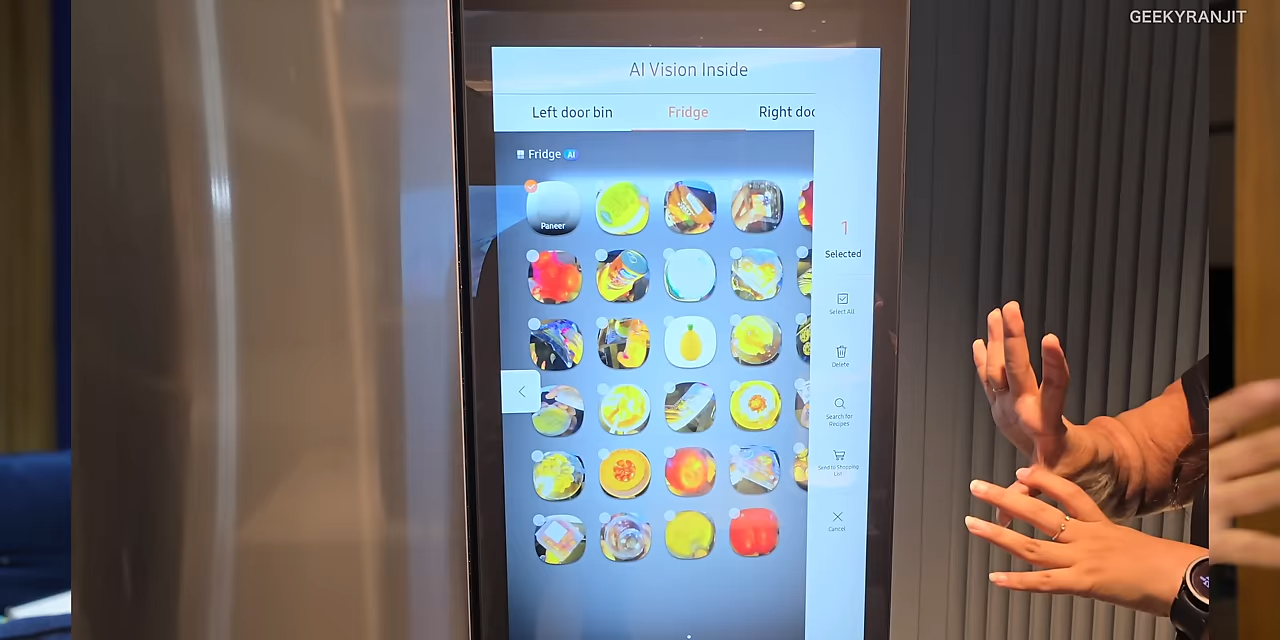 GEEKYRANJIT
AI Vision Inside
Left door bin
Fridge
Right doo
Fridge AI
Paneer
1
Selected
Select All
Delete
Search for
Recipes
Send to Shopping
List
Cancel